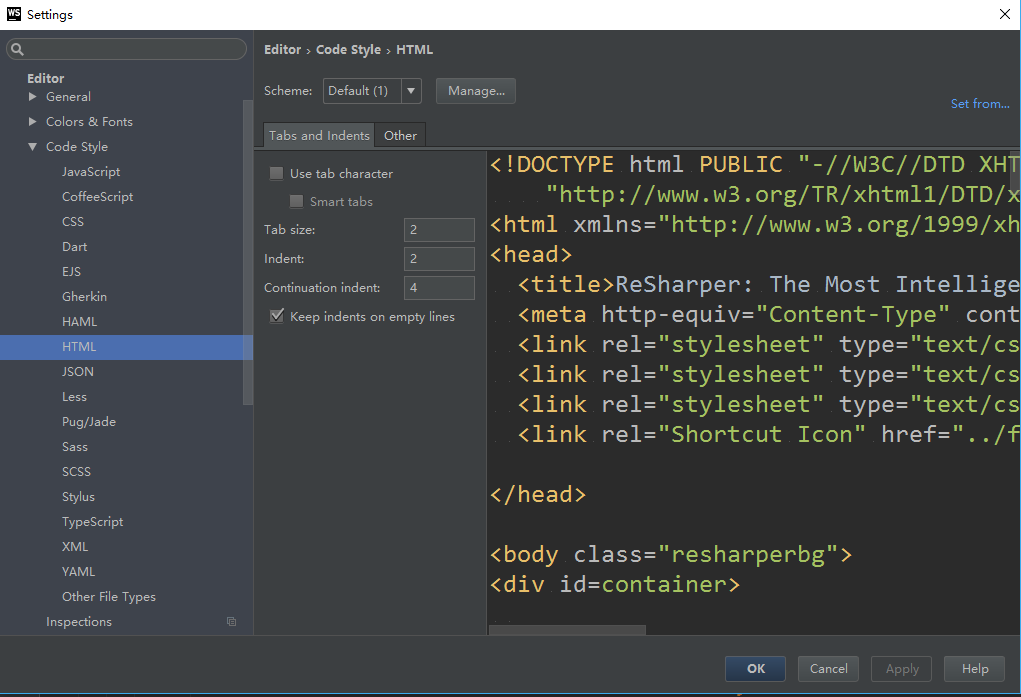 WS Settings
Editor › Code Style › HTML
Scheme: Default (1) Manage...
Set from...
Editor
General
Colors & Fonts
Code Style
JavaScript
CoffeeScript
CSS
Dart
EJS
Gherkin
HAML
HTML
JSON
Less
Pug/Jade
Sass
SCSS
Stylus
TypeScript
XML
YAML
Other File Types
Inspections
Tabs and Indents Other
Use tab character
Smart tabs
Tab size: 2
Indent: 2
Continuation indent: 4
Keep indents on empty lines
<!DOCTYPE html PUBLIC "-//W3C//DTD XHT
"http://www.w3.org/TR/xhtml1/DTD/x
<html xmlns="http://www.w3.org/1999/xh
<head>
<title>ReSharper: The Most Intellige
<meta http-equiv="Content-Type" cont
<link rel="stylesheet" type="text/cs
<link rel="stylesheet" type="text/cs
<link rel="stylesheet" type="text/cs
<link rel="Shortcut Icon" href="../f
</head>
<body class="resharperbg">
<div id=container>
OK Cancel Apply Help